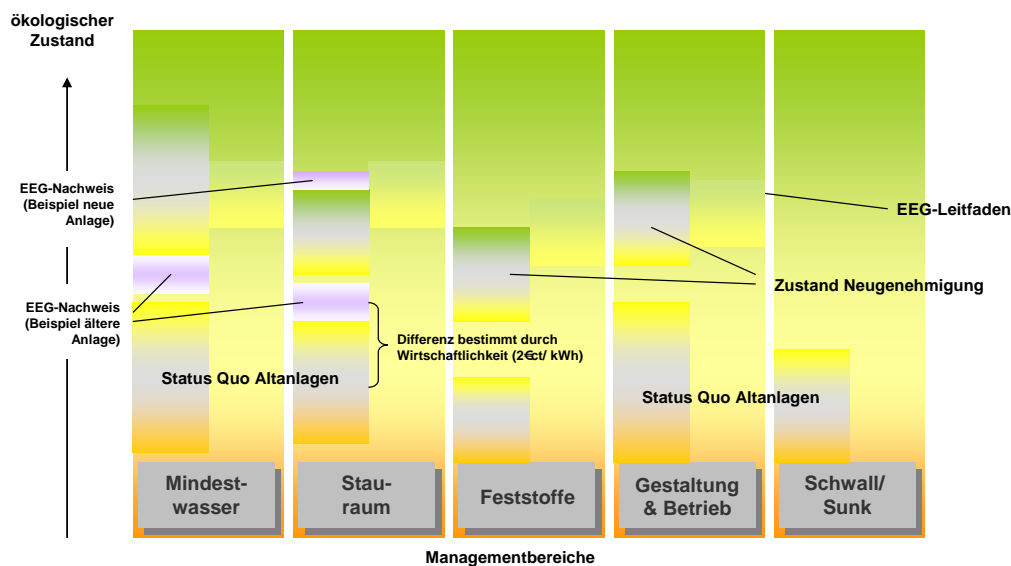 ökologischer
Zustand
EEG-Nachweis
(Beispiel neue
Anlage)
EEG-Leitfaden
Zustand Neugenehmigung
EEG-Nachweis
(Beispiel ältere
Anlage)
Differenz bestimmt durch
Wirtschaftlichkeit (2€ct/ kWh)
Status Quo Altanlagen
Status Quo Altanlagen
Mindest-
wasser
Stau-
raum
Feststoffe
Gestaltung
& Betrieb
Schwall/
Sunk
Managementbereiche